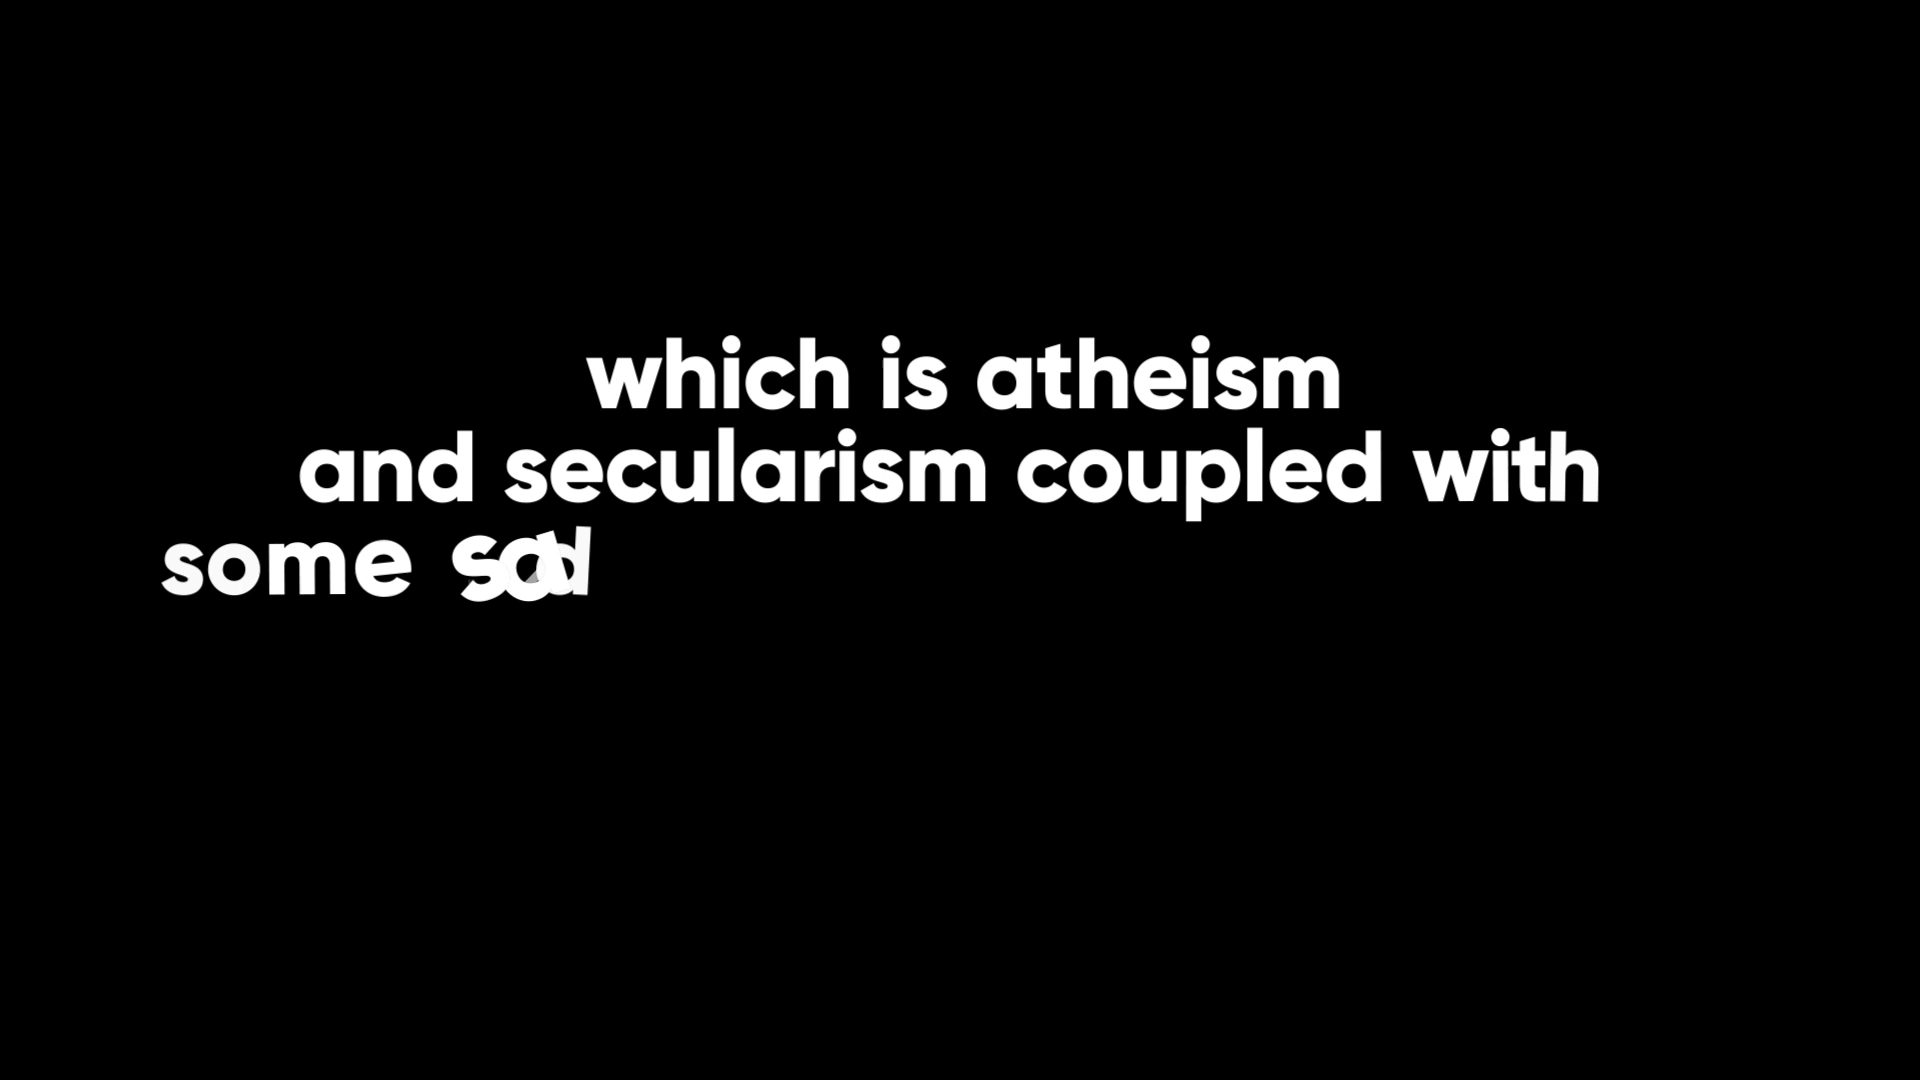 which is atheism
and secularism coupled with
some